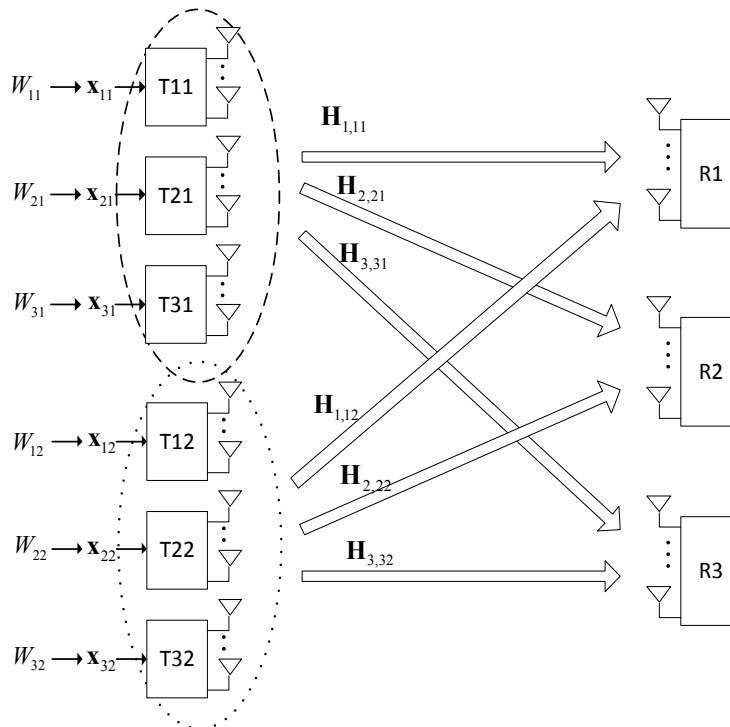 W₁₁ x₁₁ T11
H₁,₁₁
R1
W₂₁ x₂₁ T21
H₂,₂₁
H₃,₃₁
W₃₁ x₃₁ T31
R2
H₁,₁₂
W₁₂ x₁₂ T12
H₂,₂₂
W₂₂ x₂₂ T22
H₃,₃₂
R3
W₃₂ x₃₂ T32